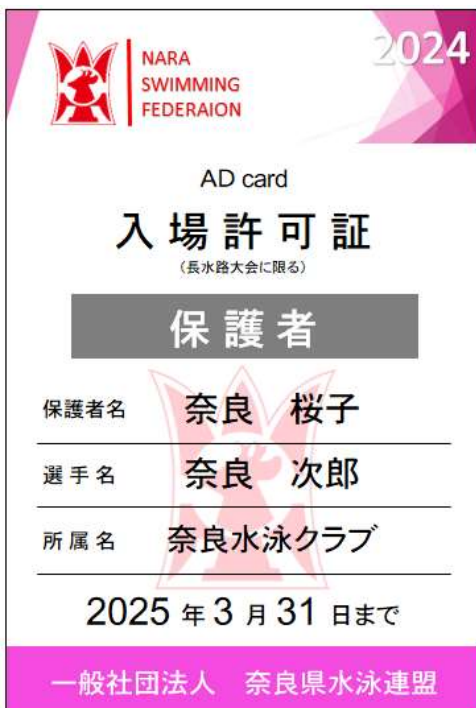 NARA
SWIMMING
FEDERAION
2024
AD card
入場許可証
（長水路大会に限る）
保護者
保護者名 奈良 桜子
選手名 奈良 次郎
所属名 奈良水泳クラブ
2025年3月31日まで
一般社団法人 奈良県水泳連盟